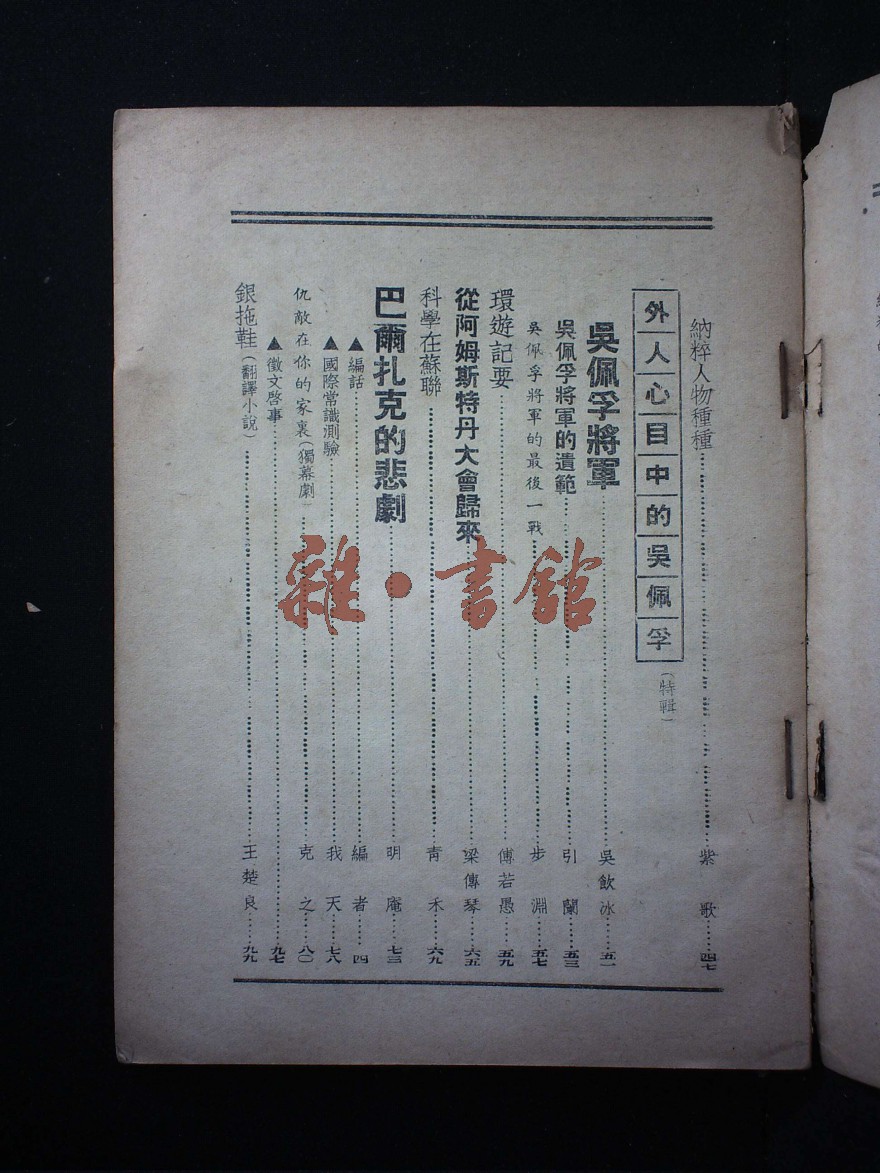 納粹人物種種……紫歌……四七
外人心目中的吳佩孚
（特輯）
吳佩孚將軍……吳飲冰……五一
吳佩孚將軍的遺範……引蘭……五三
吳佩孚將軍的最後一戰……步淵……五七
環遊記要……傅若愚……五九
從阿姆斯特丹大會歸來……梁傳琴……六五
科學在蘇聯……青禾……六九
巴爾扎克的悲劇……明庵……七三
▲編話……編者……四
▲國際常識測驗……我天……七八
仇敵在你的家裏（獨幕劇）……克之……八〇
▲徵文啓事……九七
銀拖鞋（翻譯小說）……王楚良……九九
雜·書館